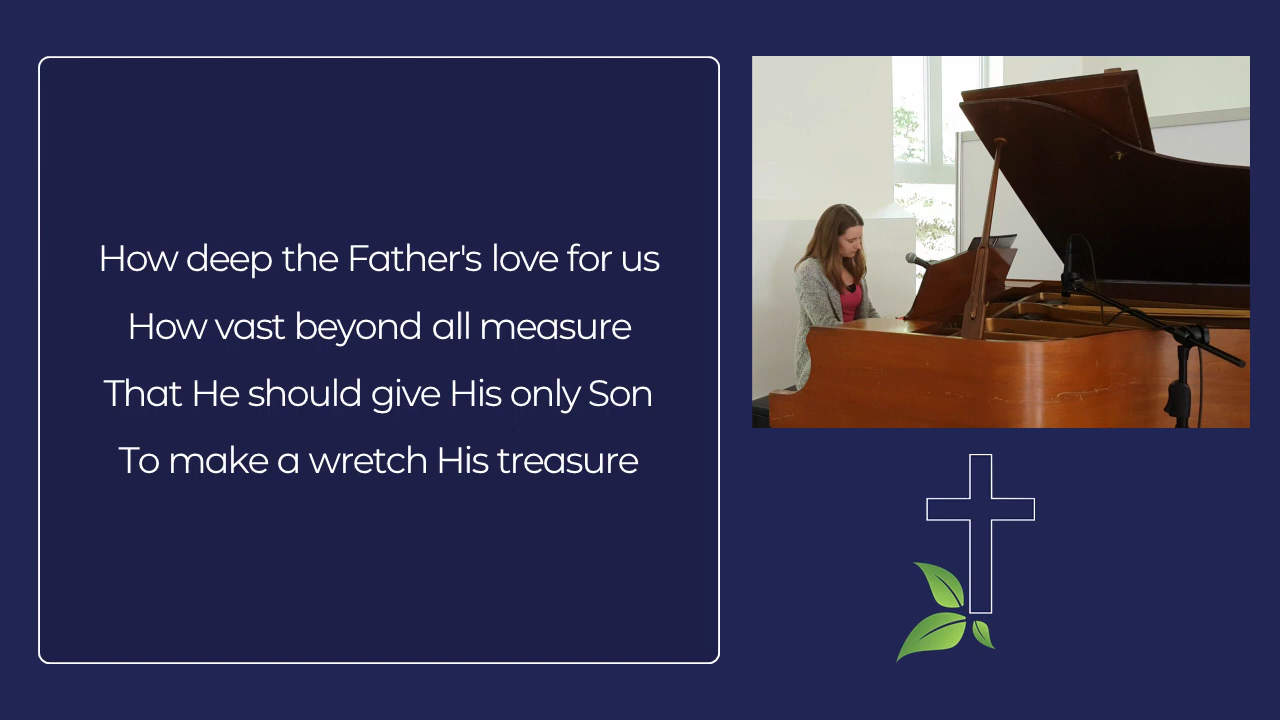 How deep the Father's love for us
How vast beyond all measure
That He should give His only Son
To make a wretch His treasure